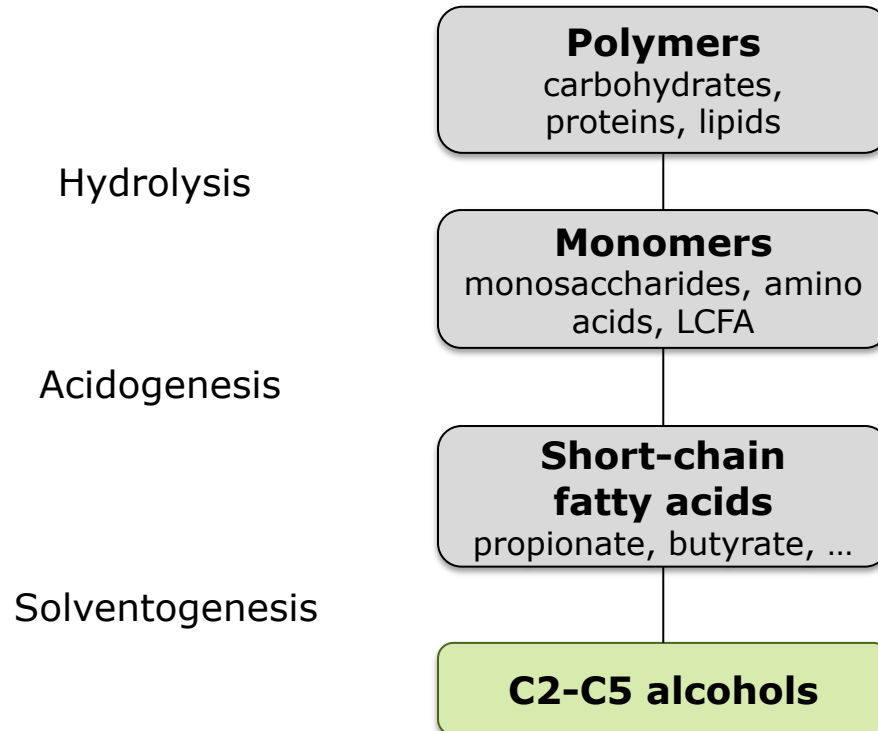 Polymers
carbohydrates,
proteins, lipids
Hydrolysis
Monomers
monosaccharides, amino
acids, LCFA
Acidogenesis
Short-chain
fatty acids
propionate, butyrate, …
Solventogenesis
C2-C5 alcohols